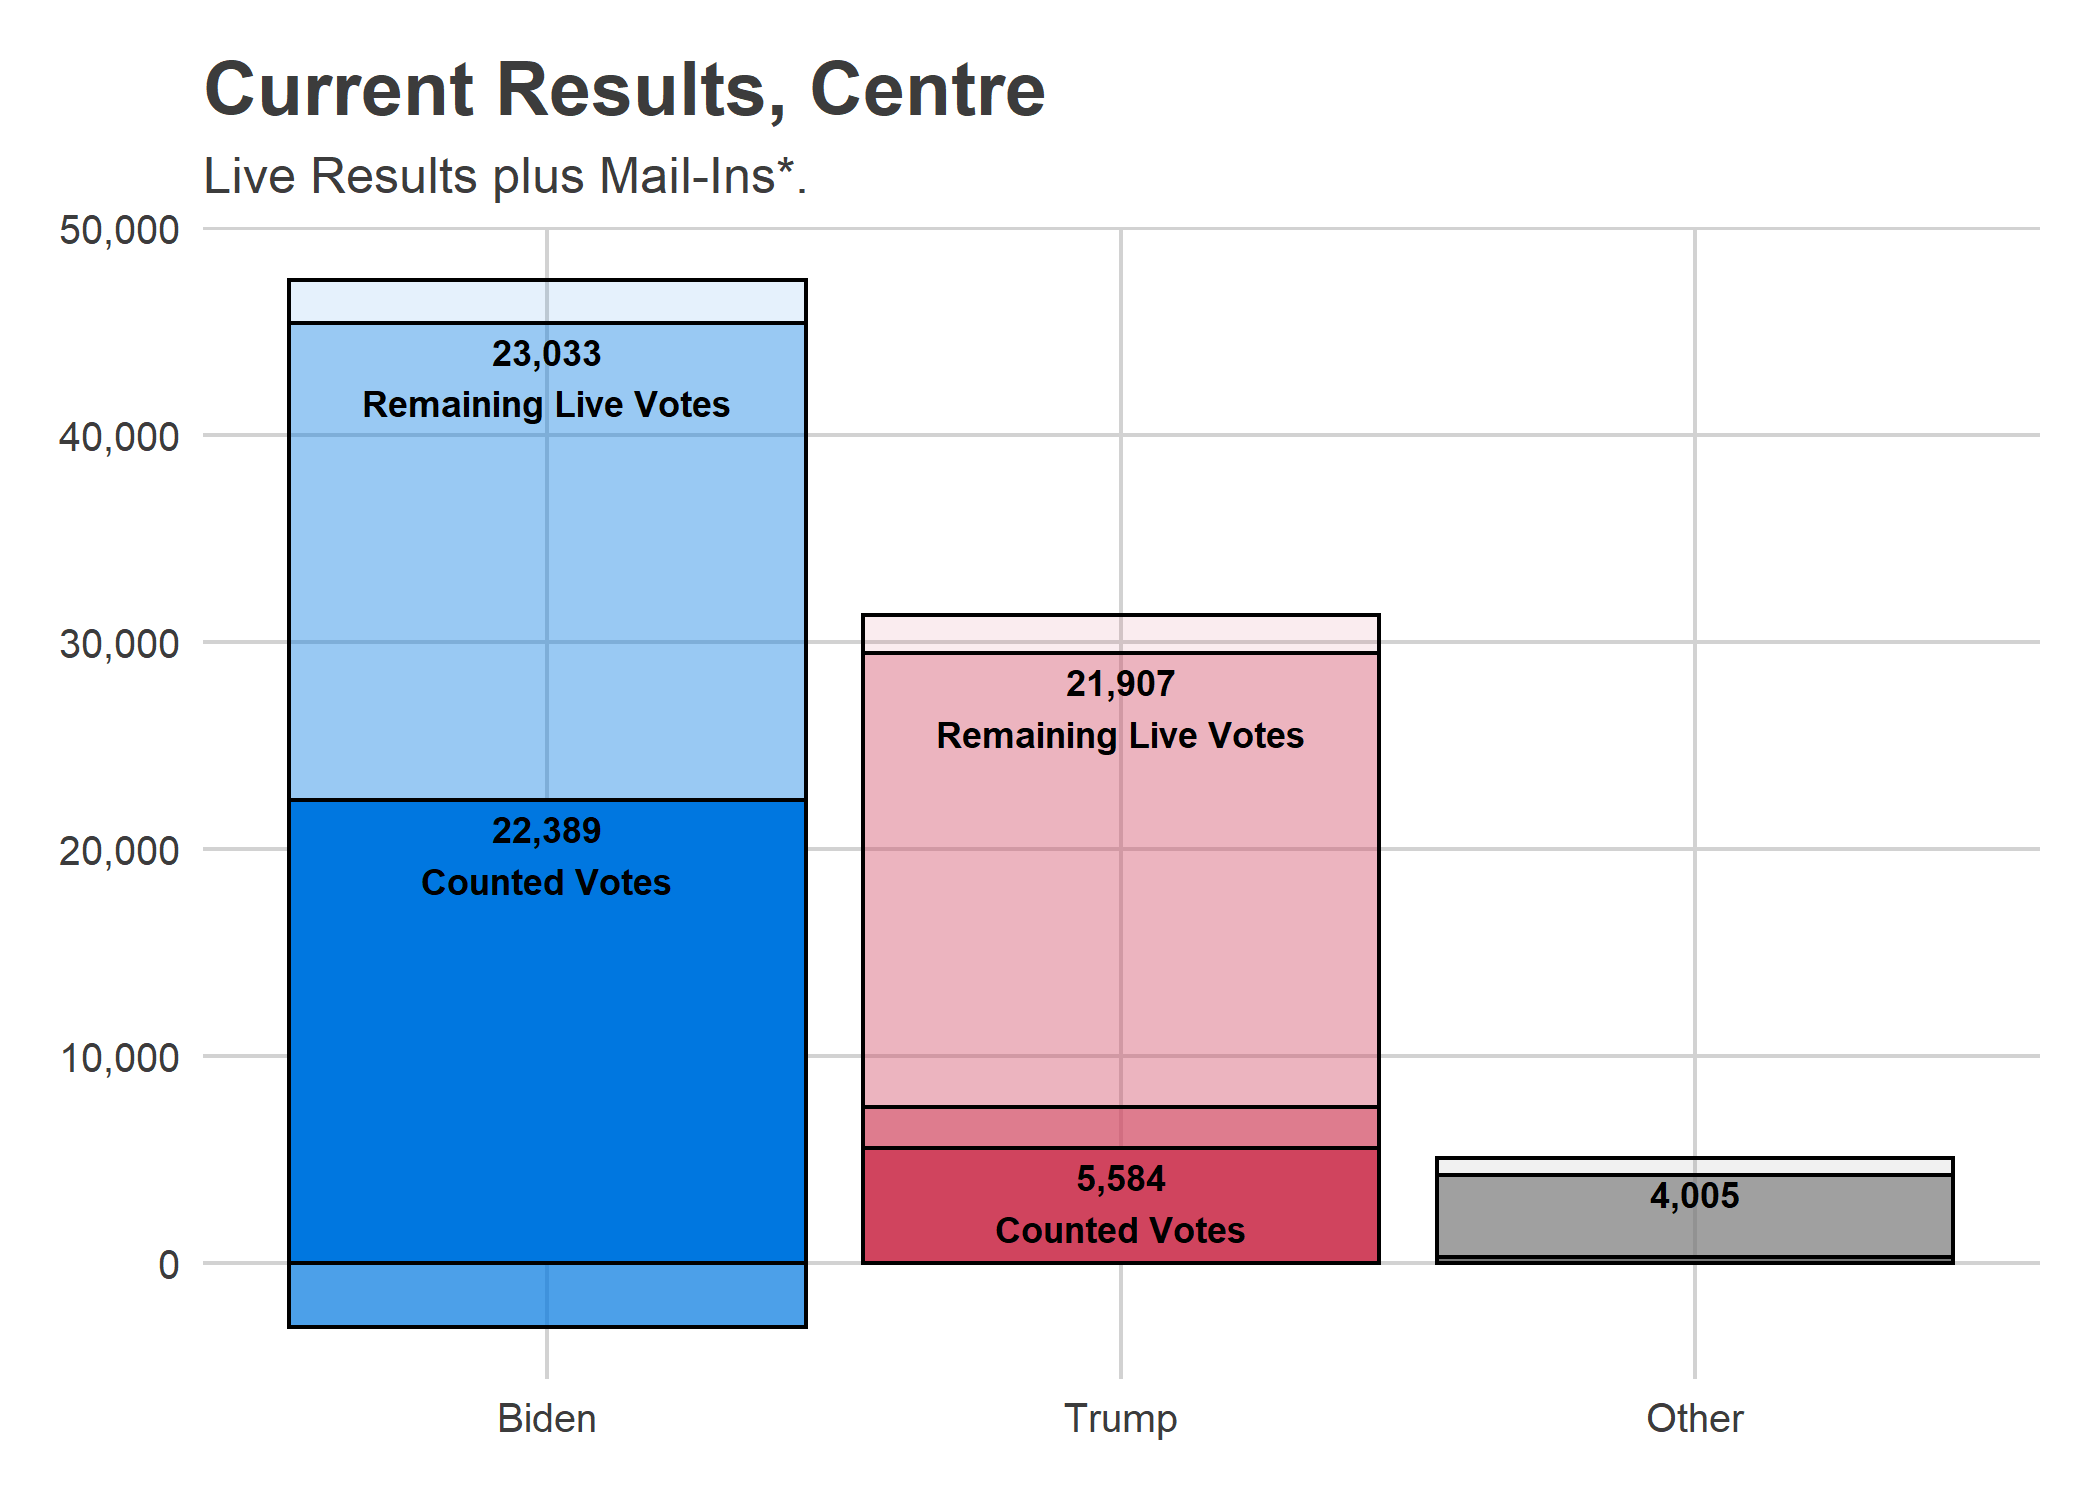 Current Results, Centre
Live Results plus Mail-Ins*.
50,000
40,000
30,000
20,000
10,000
0
23,033
Remaining Live Votes
22,389
Counted Votes
21,907
Remaining Live Votes
5,584
Counted Votes
4,005
Biden
Trump
Other